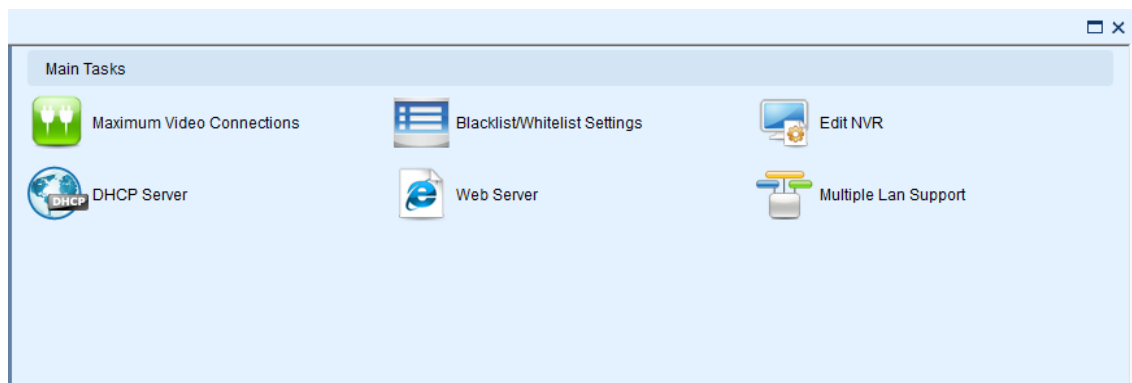 Main Tasks
Maximum Video Connections
Blacklist/Whitelist Settings
Edit NVR
DHCP
DHCP Server
Web Server
Multiple Lan Support